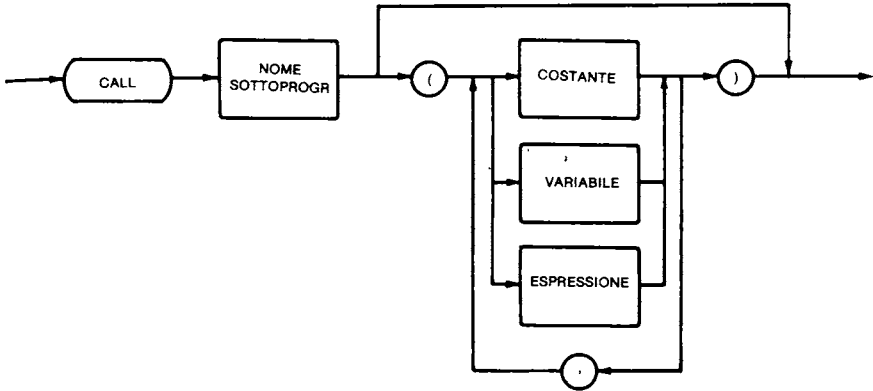 CALL
NOME
SOTTOPROGR
(
COSTANTE
)
VARIABILE
ESPRESSIONE
,